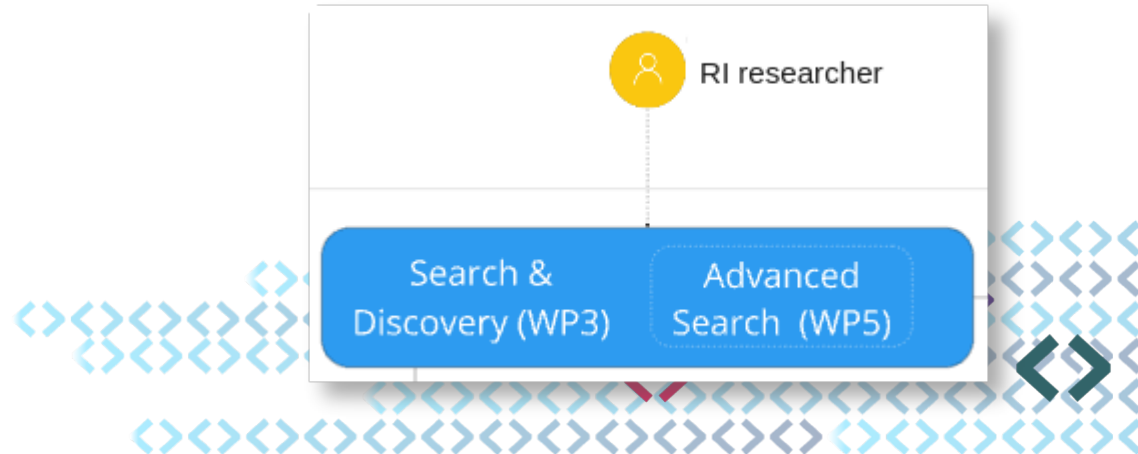 RI researcher
Search &
Discovery (WP3)
Advanced
Search (WP5)